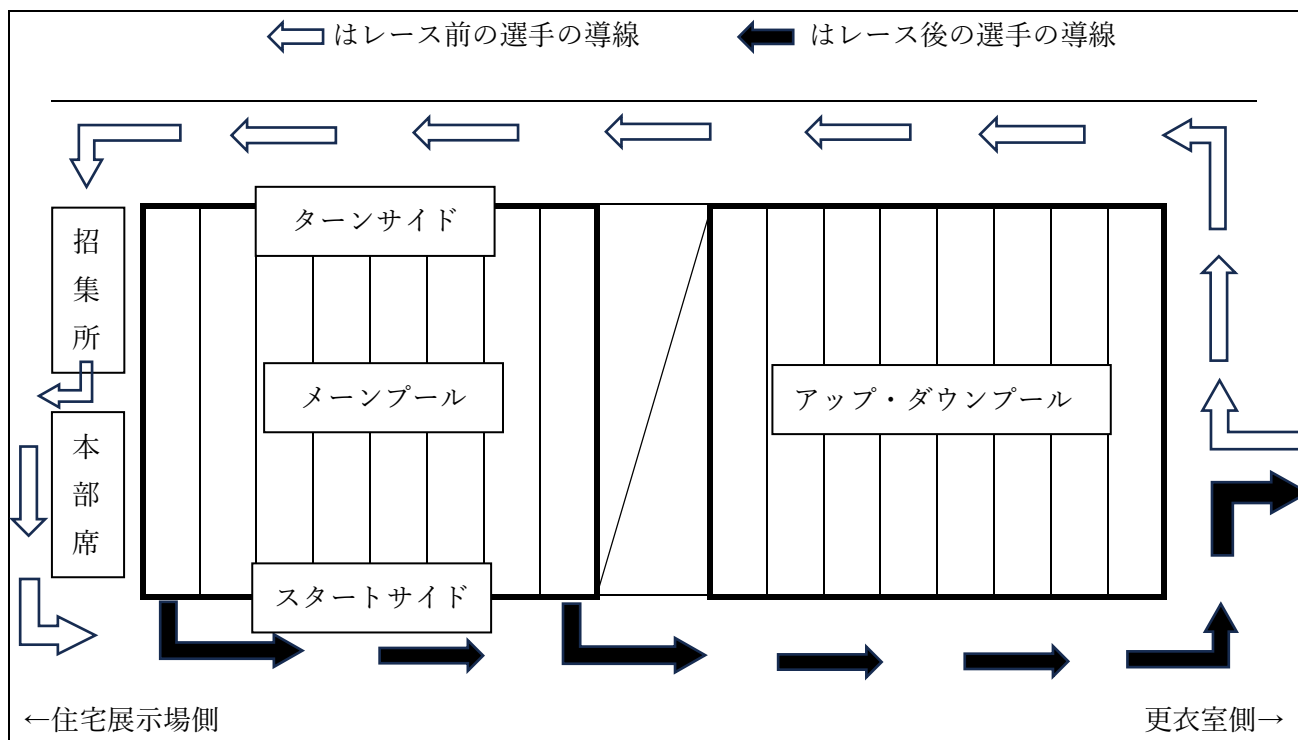 はレース前の選手の導線
はレース後の選手の導線
ターンサイド
招集所
メーンプール
アップ・ダウンプール
本部席
スタートサイド
←住宅展示場側
更衣室側→